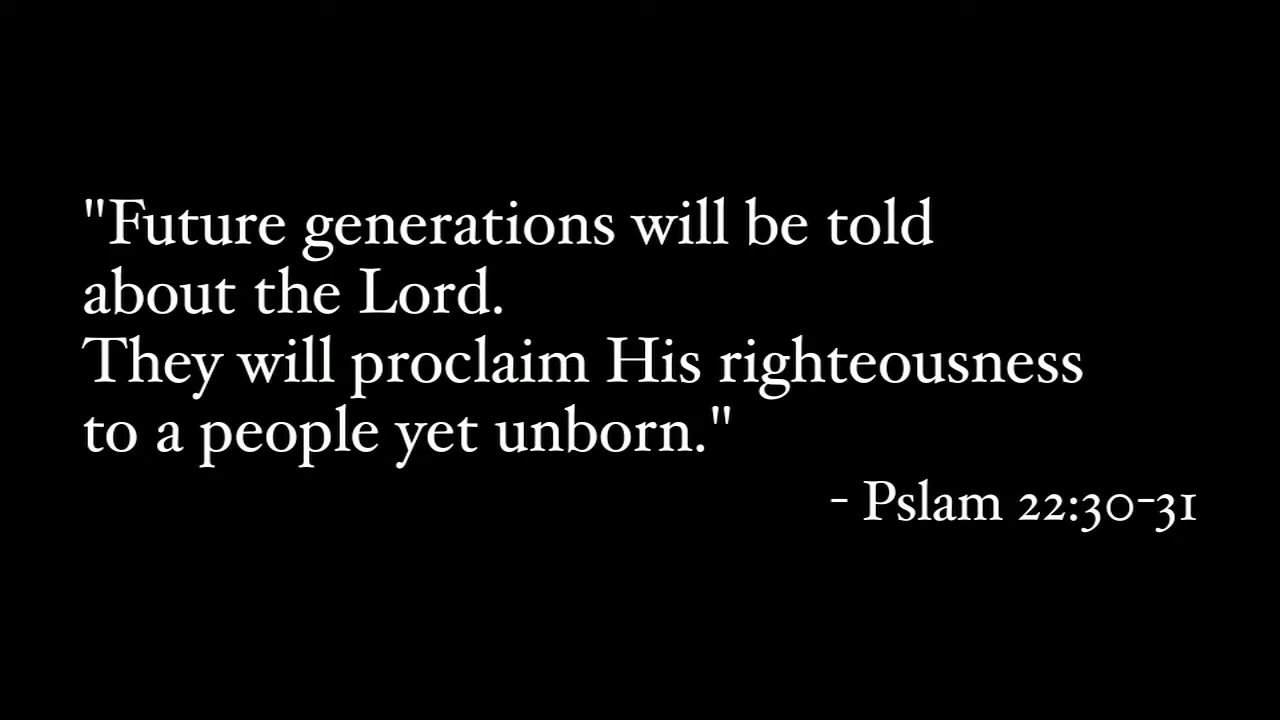 "Future generations will be told
about the Lord.
They will proclaim His righteousness
to a people yet unborn."
- Pslam 22:30-31